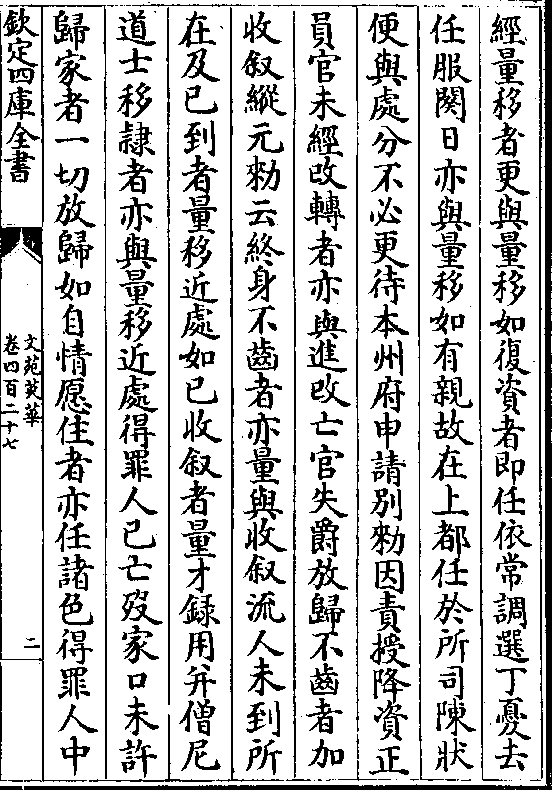 經量移者更與量移如復資者即任依常調選丁憂去
任服闋日亦與量移如有親故在上都任於所司陳狀
便與處分不必更待本州府申請别勅因責授降資正
員官未經改轉者亦與進改亡官失爵放歸不齒者加
收叙縱元勅云終身不齒者亦量與收叙流人未到所
在及已到者量移近處如已收叙者量才録用并僧尼
道士移隷者亦與量移近處得罪人已亡殁家口未許
歸家者一切放歸如自情愿住者亦任諸色得罪人中
欽定四庫全書
文苑英華
卷四百二十七
二